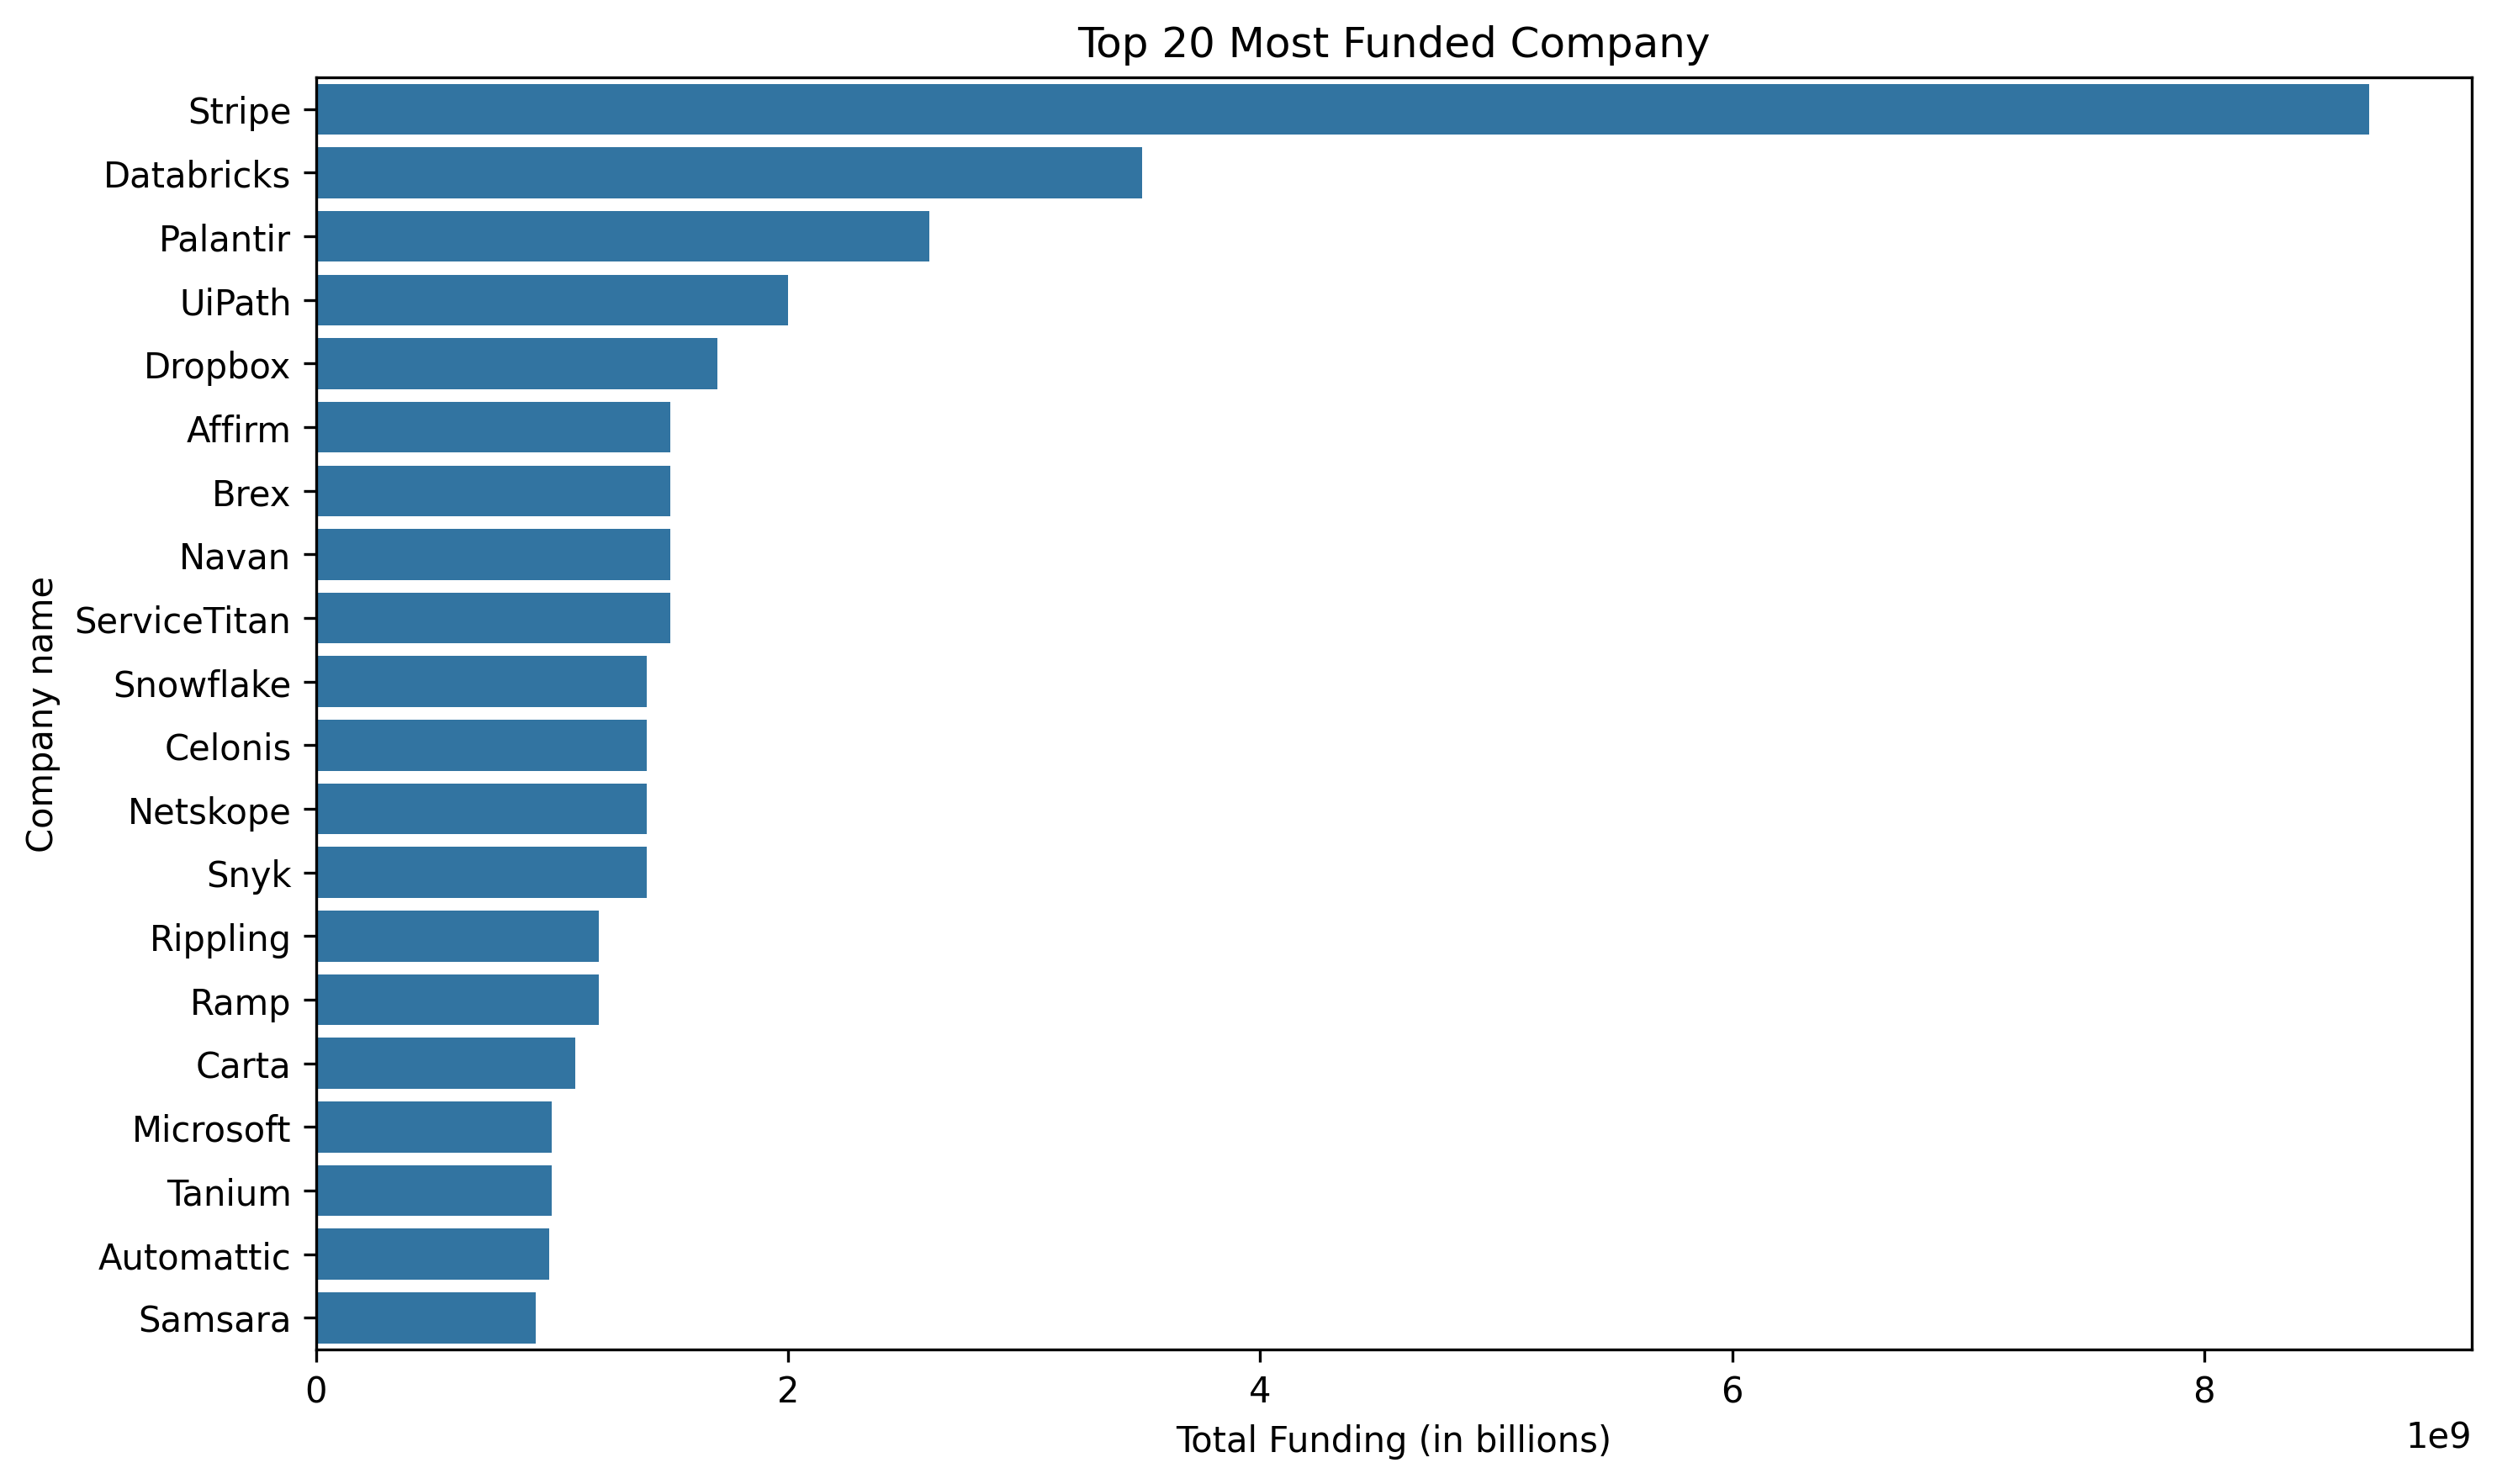 Top 20 Most Funded Company
Stripe
Databricks
Palantir
UiPath
Dropbox
Affirm
Brex
Navan
ServiceTitan
Snowflake
Celonis
Netskope
Snyk
Rippling
Ramp
Carta
Microsoft
Tanium
Automattic
Samsara
Company name
0 2 4 6 8
Total Funding (in billions)
1e9